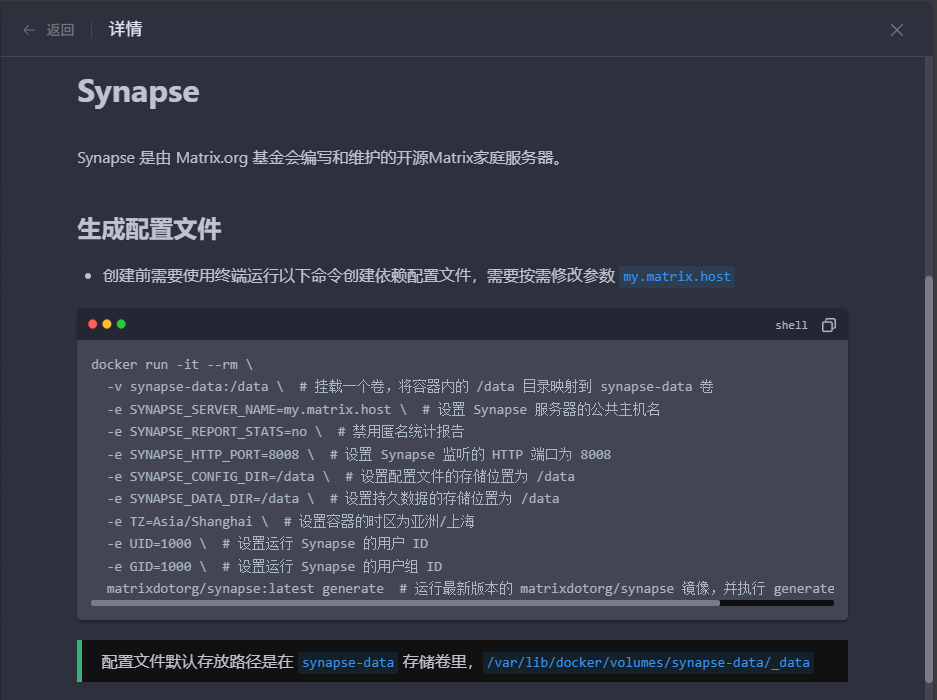 返回 详情
Synapse
Synapse 是由 Matrix.org 基金会编写和维护的开源Matrix家庭服务器。
生成配置文件
创建前需要使用终端运行以下命令创建依赖配置文件，需要按需修改参数 my.matrix.host
shell
docker run -it --rm \
-v synapse-data:/data \  # 挂载一个卷，将容器内的 /data 目录映射到 synapse-data 卷
-e SYNAPSE_SERVER_NAME=my.matrix.host \  # 设置 Synapse 服务器的公共主机名
-e SYNAPSE_REPORT_STATS=no \  # 禁用匿名统计报告
-e SYNAPSE_HTTP_PORT=8008 \  # 设置 Synapse 监听的 HTTP 端口为 8008
-e SYNAPSE_CONFIG_DIR=/data \  # 设置配置文件的存储位置为 /data
-e SYNAPSE_DATA_DIR=/data \  # 设置持久数据的存储位置为 /data
-e TZ=Asia/Shanghai \  # 设置容器的时区为亚洲/上海
-e UID=1000 \  # 设置运行 Synapse 的用户 ID
-e GID=1000 \  # 设置运行 Synapse 的用户组 ID
matrixdotorg/synapse:latest generate  # 运行最新版本的 matrixdotorg/synapse 镜像，并执行 generate
配置文件默认存放路径是在 synapse-data 存储卷里，/var/lib/docker/volumes/synapse-data/_data